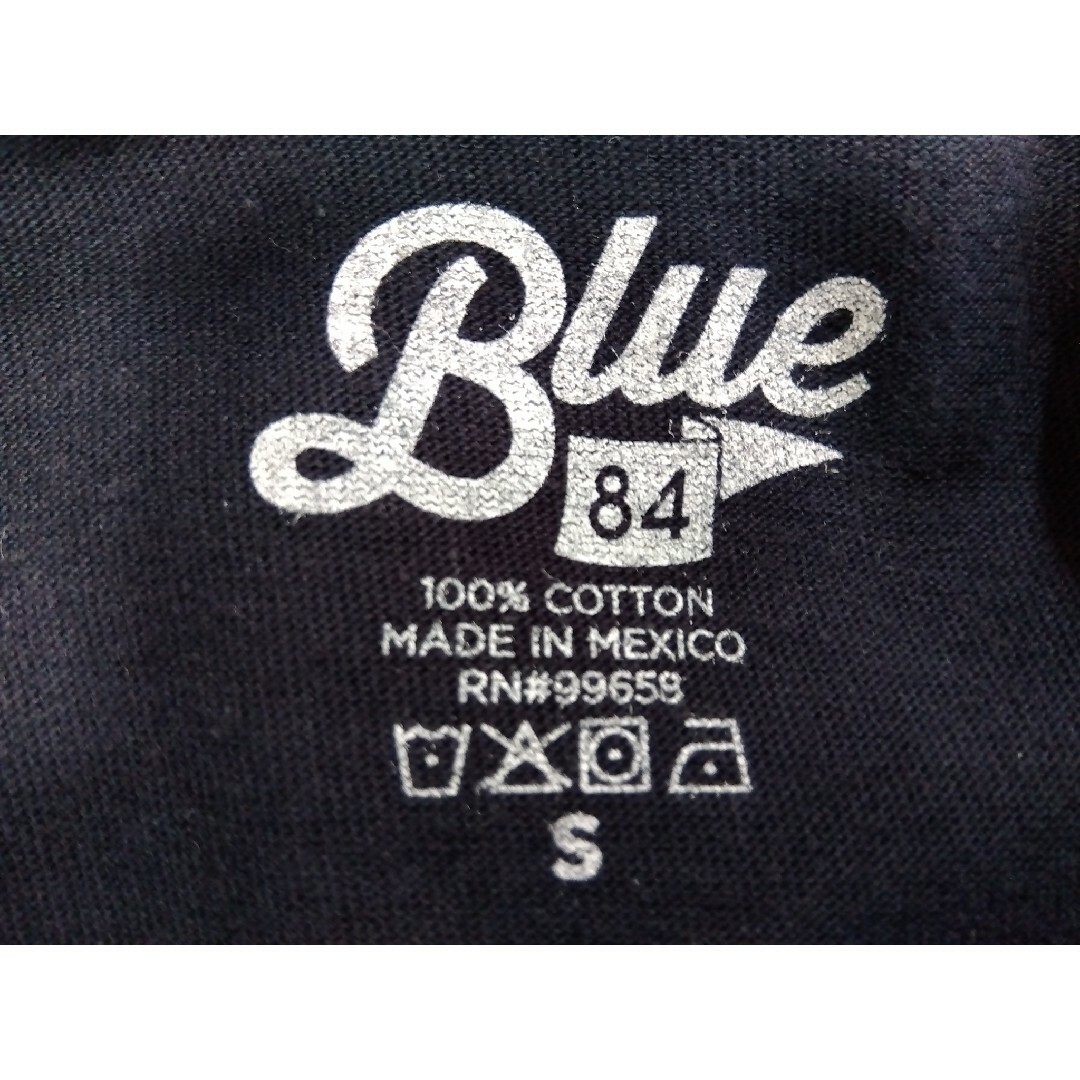 Blue
84
100% COTTON
MADE IN MEXICO
RN#99658
S